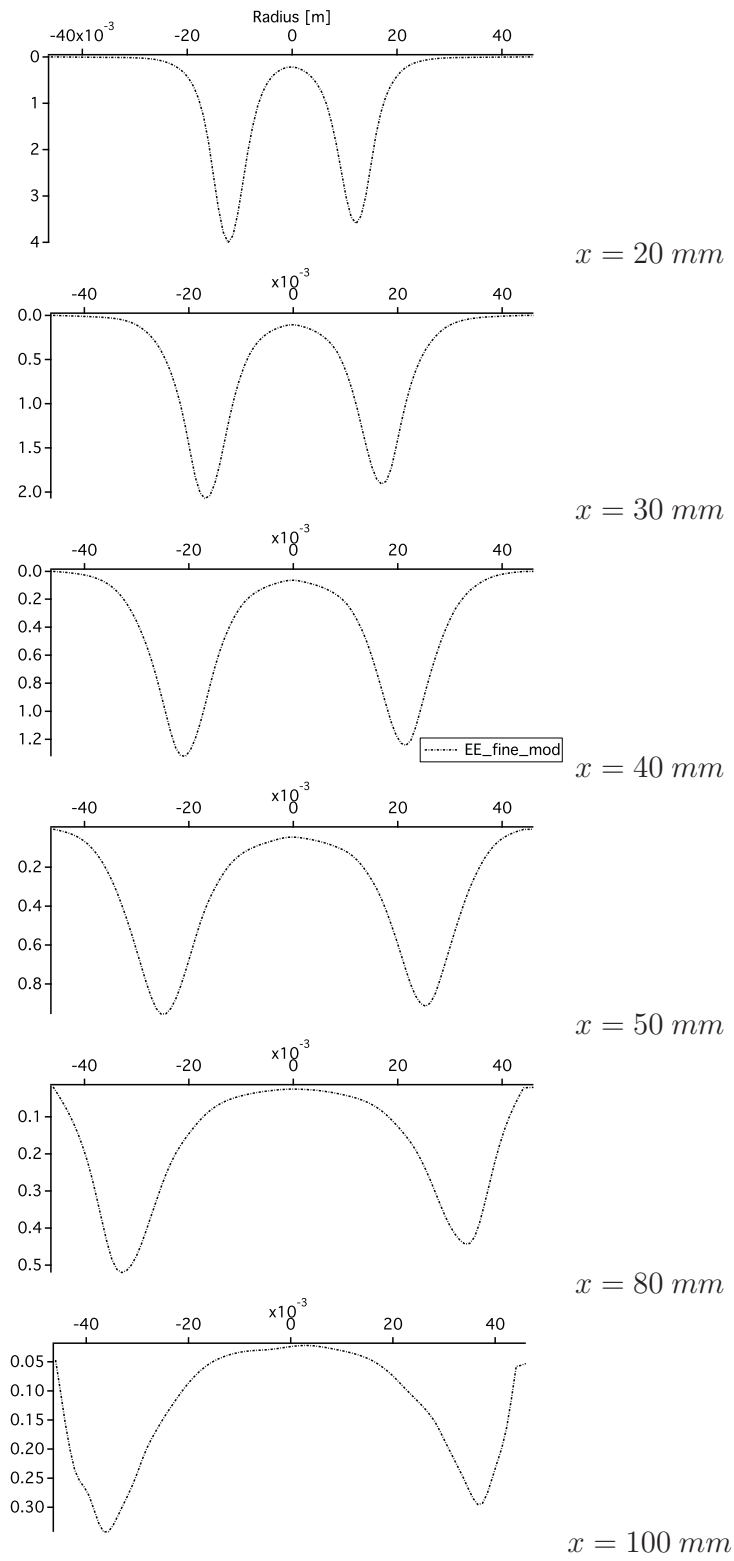 Radius [m]
-40x10-3 -20 0 20 40
0
1
2
3
4
x = 20 mm
x10-3
-40 -20 0 20 40
0.0
0.5
1.0
1.5
2.0
x = 30 mm
x10-3
-40 -20 0 20 40
0.0
0.2
0.4
0.6
0.8
1.0
1.2
EE_fine_mod
x = 40 mm
x10-3
-40 -20 0 20 40
0.2
0.4
0.6
0.8
x = 50 mm
x10-3
-40 -20 0 20 40
0.1
0.2
0.3
0.4
0.5
x = 80 mm
x10-3
-40 -20 0 20 40
0.05
0.10
0.15
0.20
0.25
0.30
x = 100 mm